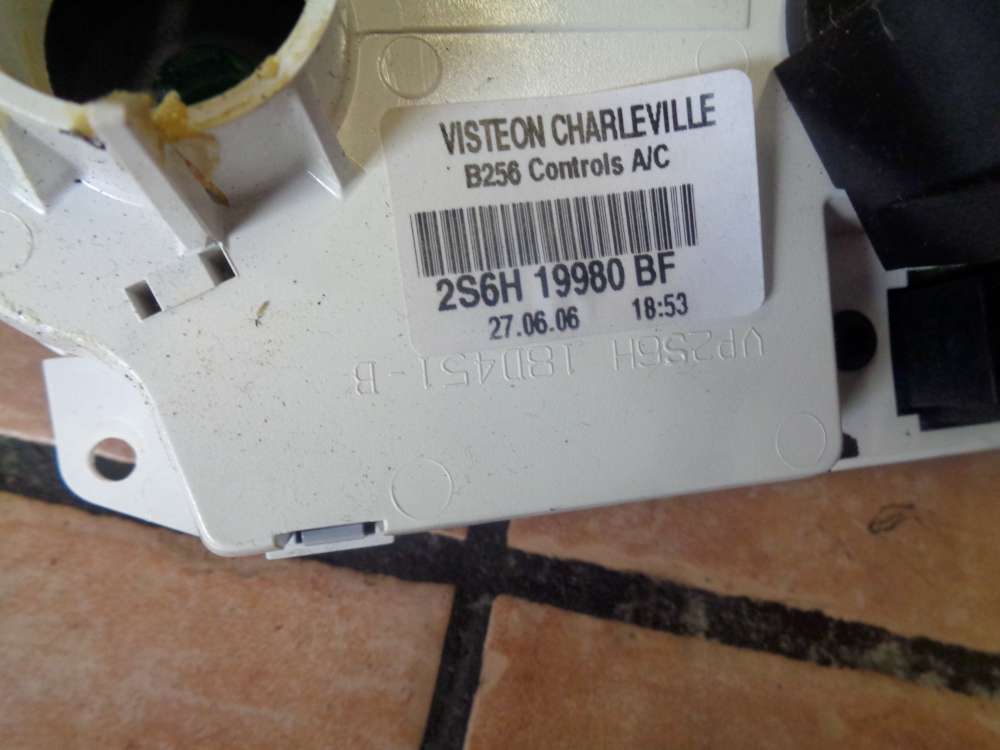 VISTEON CHARLEVILLE
B256 Controls A/C
2S6H 19980 BF
27.06.06 18:53
VP2S6H 18D451-B